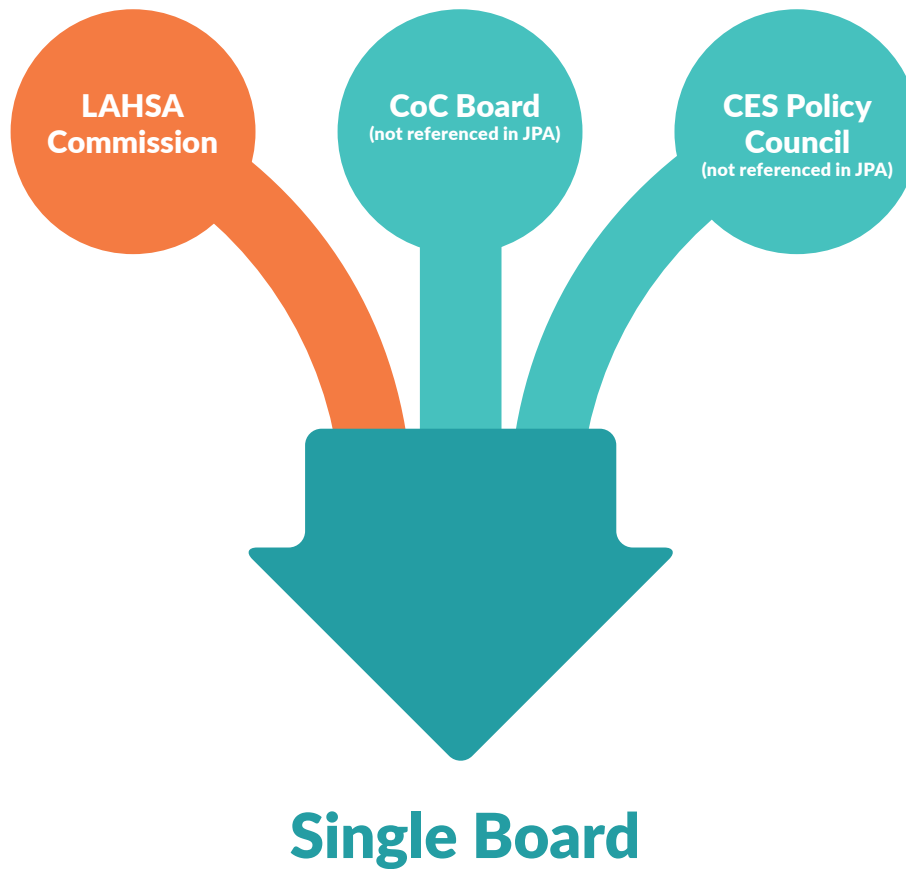 LAHSA
Commission
CoC Board
(not referenced in JPA)
CES Policy
Council
(not referenced in JPA)
Single Board